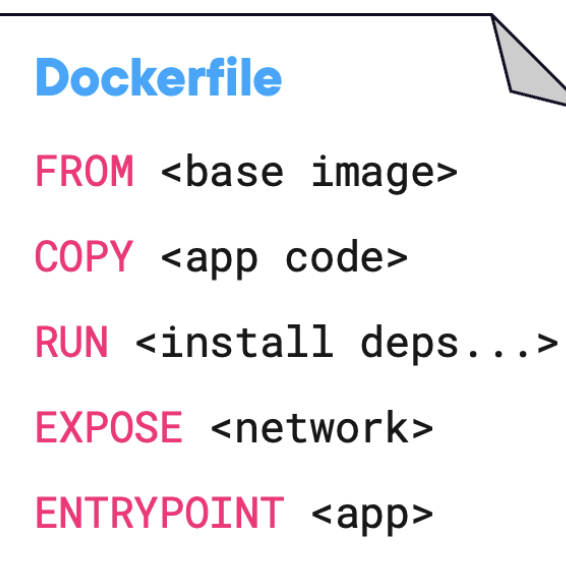 Dockerfile
FROM <base image>
COPY <app code>
RUN <install deps...>
EXPOSE <network>
ENTRYPOINT <app>